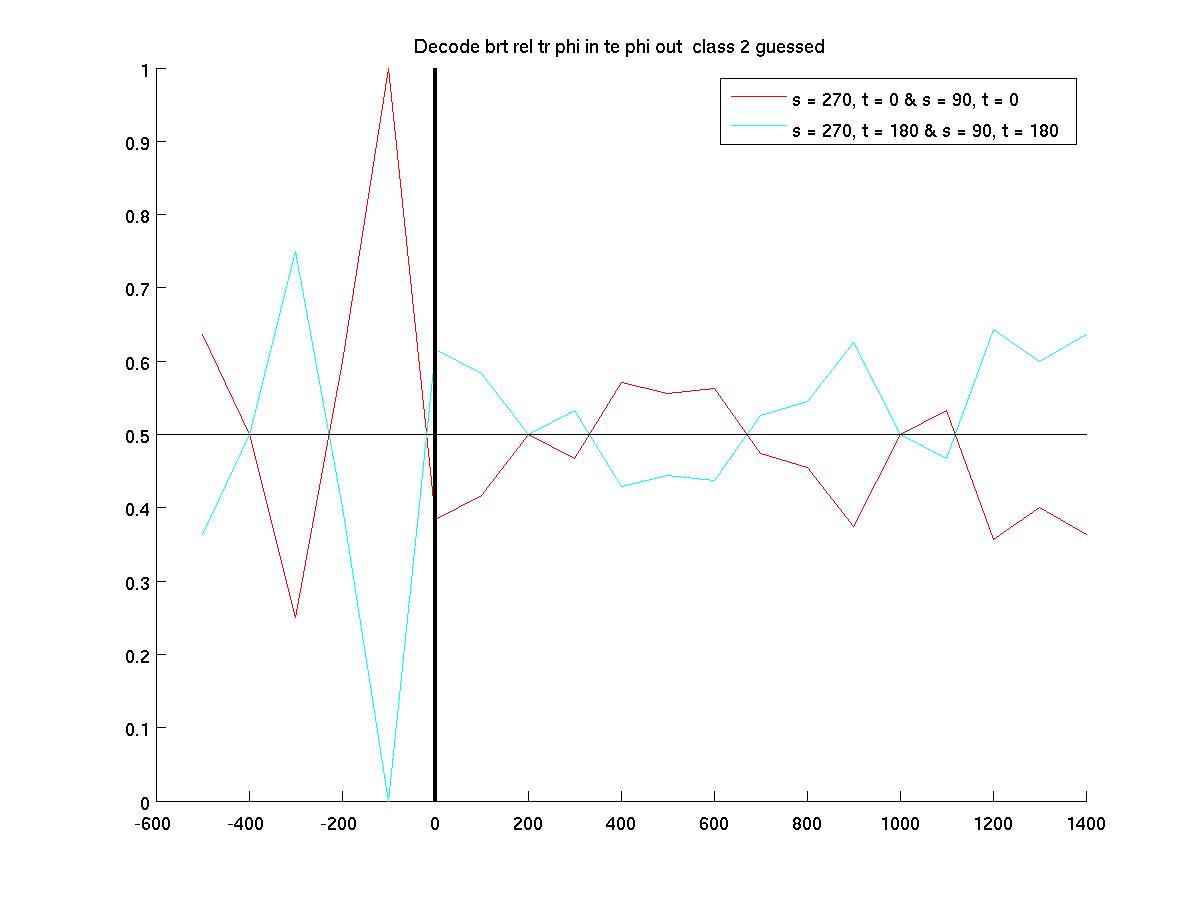 Decode brt rel tr phi in te phi out  class 2 guessed
s = 270, t = 0 & s = 90, t = 0
s = 270, t = 180 & s = 90, t = 180
1
0.9
0.8
0.7
0.6
0.5
0.4
0.3
0.2
0.1
0
-600 -400 -200 0 200 400 600 800 1000 1200 1400